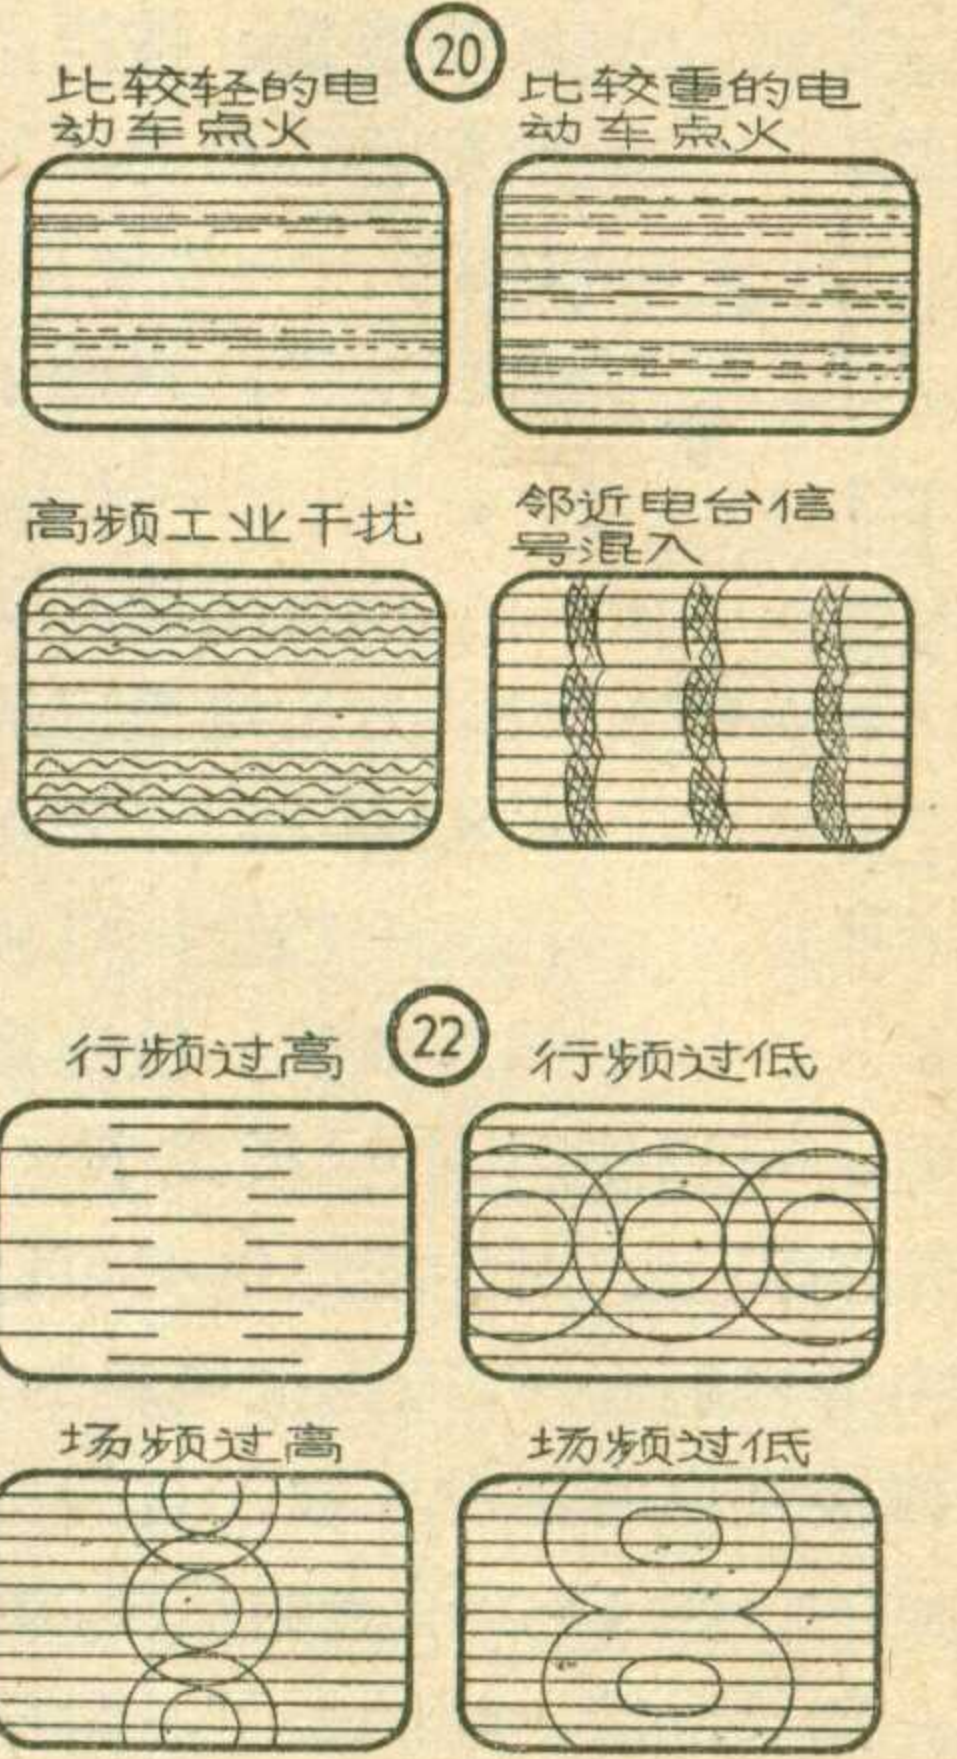 20
比较轻的电
动车点火
比较重的电
动车点火
高频工业干扰
邻近电台信
号混入
22
行频过高
行频过低
场频过高
场频过低